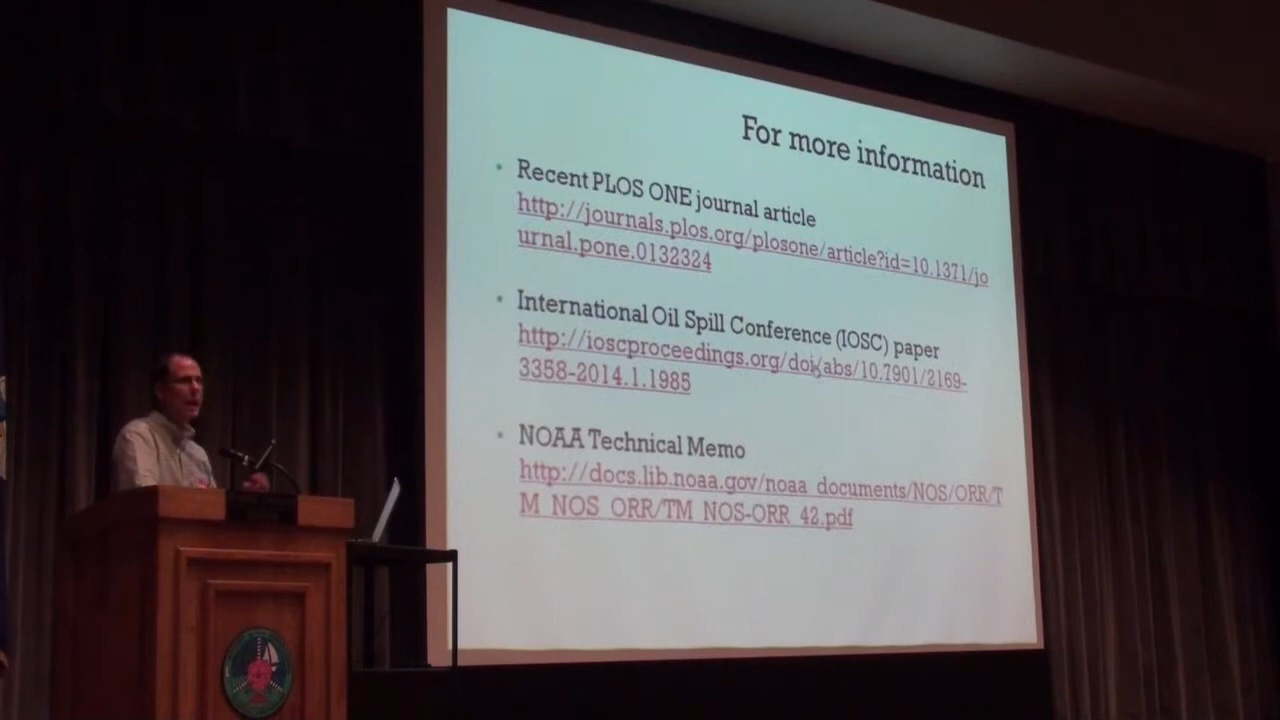 For more information
Recent PLOS ONE journal article
http://journals.plos.org/plosone/article?id=10.1371/jo
urnal.pone.0132324
International Oil Spill Conference (IOSC) paper
http://ioscproceedings.org/doi/abs/10.7901/2169-
3358-2014.1.1985
NOAA Technical Memo
http://docs.lib.noaa.gov/noaa_documents/NOS/ORR/T
M_NOS_ORR/TM_NOS-ORR_42.pdf